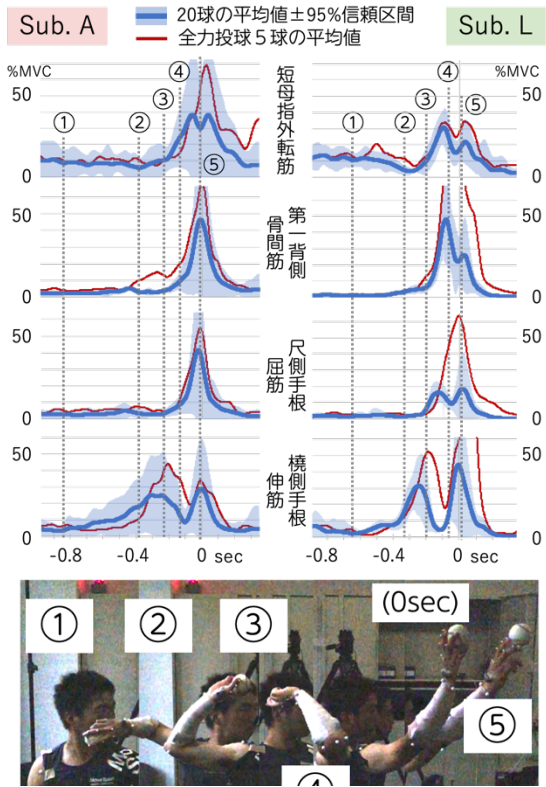 Sub. A
20球の平均値±95%信頼区間
全力投球5球の平均値
Sub. L
%MVC
%MVC
50
0
50
0
50
0
50
0
50
0
50
0
50
0
50
0
① ② ③ ④ ⑤
① ② ③ ④ ⑤
短母指外転筋
第一背側骨間筋
尺側手根屈筋
橈側手根伸筋
-0.8 -0.4 0 sec
-0.8 -0.4 0 sec
① ② ③ (0sec)
④ ⑤